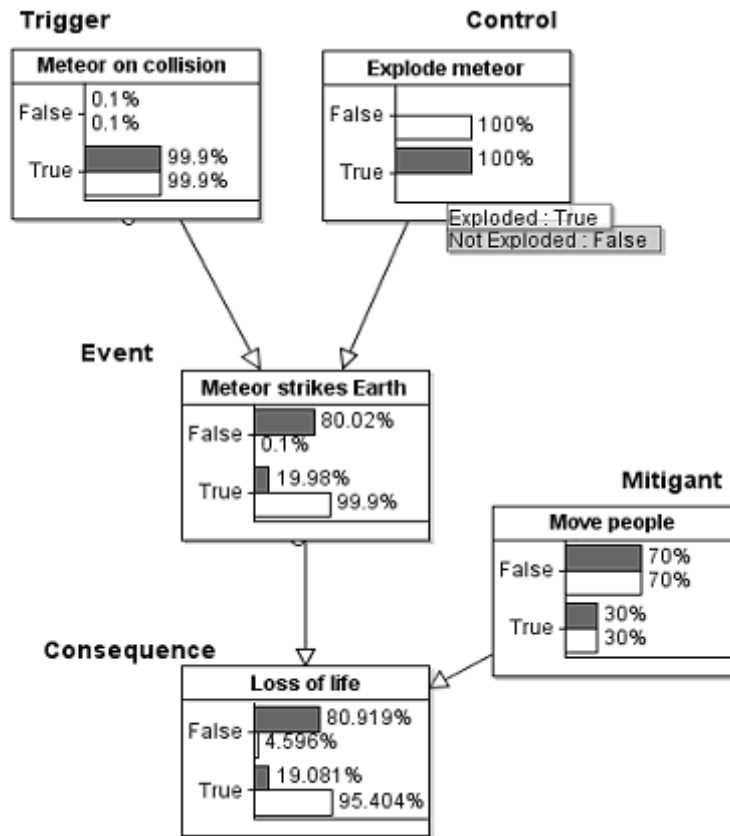 Trigger
Control
Meteor on collision
False
0.1%
0.1%
True
99.9%
99.9%
Explode meteor
False
100%
True
100%
Exploded : True
Not Exploded : False
Event
Meteor strikes Earth
False
80.02%
0.1%
True
19.98%
99.9%
Mitigant
Move people
False
70%
70%
True
30%
30%
Consequence
Loss of life
False
80.919%
4.596%
True
19.081%
95.404%